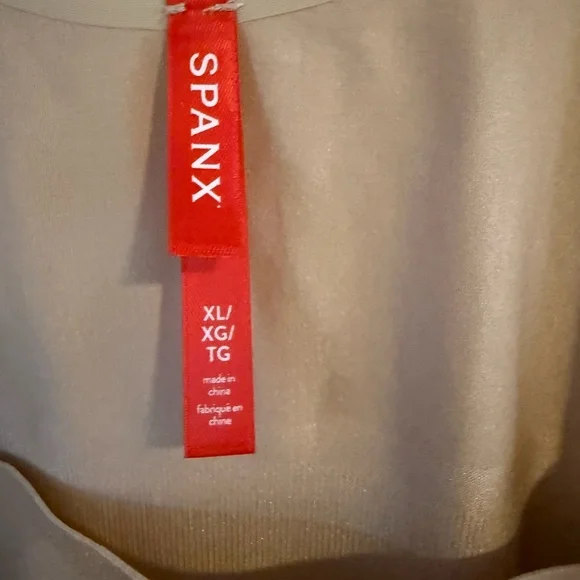 SPANX
XL/
XG/
TG
made in
china
fabriqué en
chine